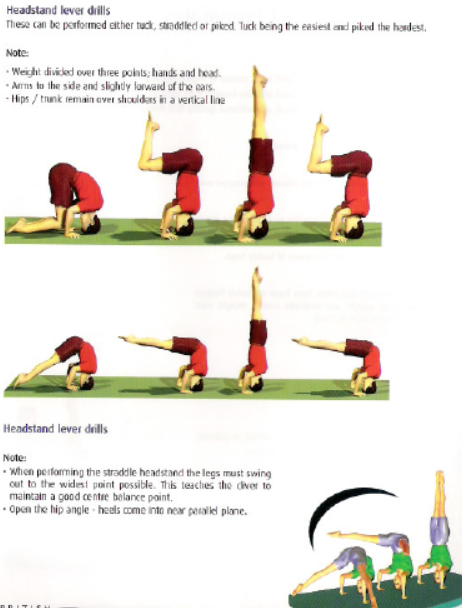 Headstand lever drills
These can be performed either tuck, straddled or piked. Tuck being the easiest and piked the hardest.
Note:
- Weight divided over three points; hands and head.
- Arms to the side and slightly forward of the ears.
- Hips / trunk remain over shoulders in a vertical line
Headstand lever drills
Note:
• When performing the straddle headstand the legs must swing
out to the widest point possible. This teaches the diver to
maintain a good centre balance point.
• Open the hip angle - heels come into near parallel plane.
BRITISH